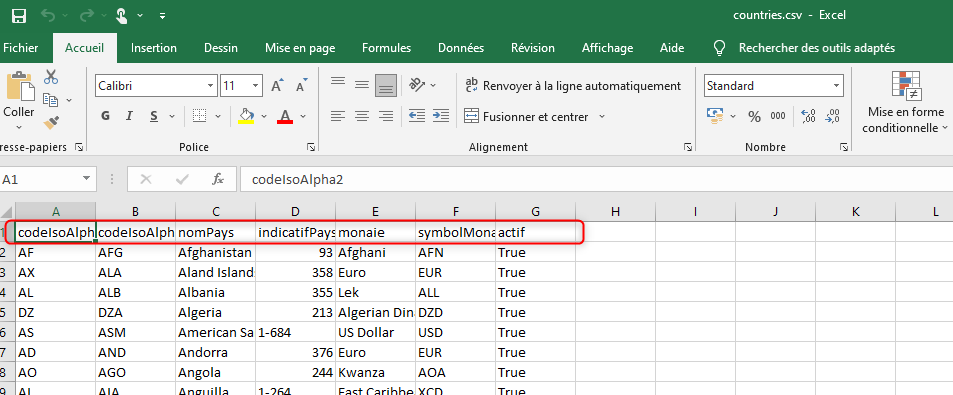 countries.csv - Excel
Fichier Accueil Insertion Dessin Mise en page Formules Données Révision Affichage Aide Rechercher des outils adaptés
Coller
Calibri 11
G I S
A A
ab Renvoyer à la ligne automatiquement
Fusionner et centrer
Standard
% 000
Mise en forme conditionnelle
resse-papiers Police Alignement Nombre
A1 fx codeIsoAlpha2
A B C D E F G H I J K L
1 codeIsoAlph codeIsoAlph nomPays indicatifPays monaie symbolMona actif
2 AF AFG Afghanistan 93 Afghani AFN True
3 AX ALA Aland Island 358 Euro EUR True
4 AL ALB Albania 355 Lek ALL True
5 DZ DZA Algeria 213 Algerian Din DZD True
6 AS ASM American Sa 1-684 US Dollar USD True
7 AD AND Andorra 376 Euro EUR True
8 AO AGO Angola 244 Kwanza AOA True
9 AI AIA Anguilla 1-264 East Caribbe XCD True